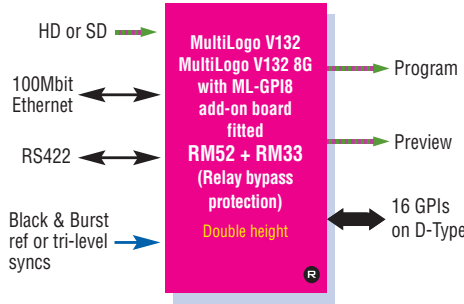 HD or SD
100Mbit
Ethernet
RS422
Black & Burst
ref or tri-level
syncs
MultiLogo V132
MultiLogo V132 8G
with ML-GPI8
add-on board
fitted
RM52 + RM33
(Relay bypass
protection)
Double height
R
Program
Preview
16 GPIs
on D-Type